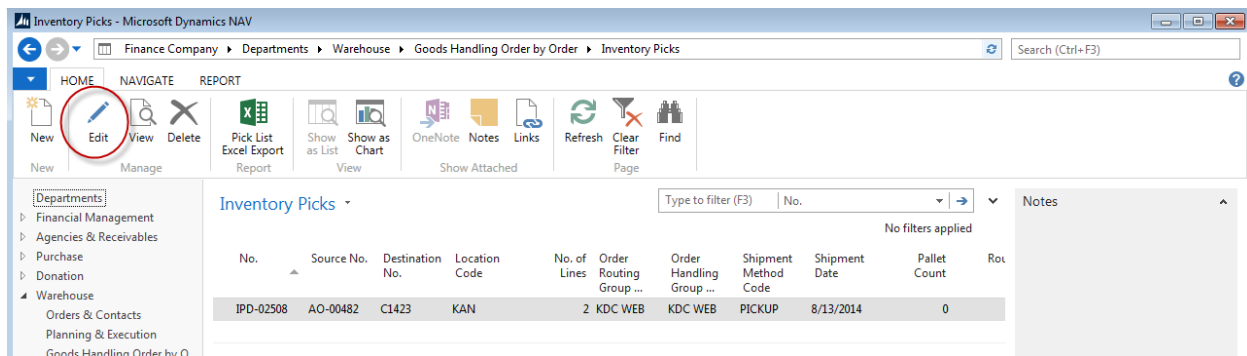 Inventory Picks - Microsoft Dynamics NAV
Finance Company Departments Warehouse Goods Handling Order by Order Inventory Picks
Search (Ctrl+F3)
HOME NAVIGATE REPORT
New
Edit
View
Delete
Pick List Excel Export
Show as List
Show as Chart
OneNote
Notes
Links
Refresh
Clear Filter
Find
New Manage Report View Show Attached Page
Departments
Financial Management
Agencies & Receivables
Purchase
Donation
Warehouse
Orders & Contacts
Planning & Execution
Goods Handling Order by O
Inventory Picks
Type to filter (F3) No.
No filters applied
No. Source No. Destination No. Location Code No. of Lines Order Routing Group ... Order Handling Group ... Shipment Method Code Shipment Date Pallet Count Rou
IPD-02508 AO-00482 C1423 KAN 2 KDC WEB KDC WEB PICKUP 8/13/2014 0
Notes